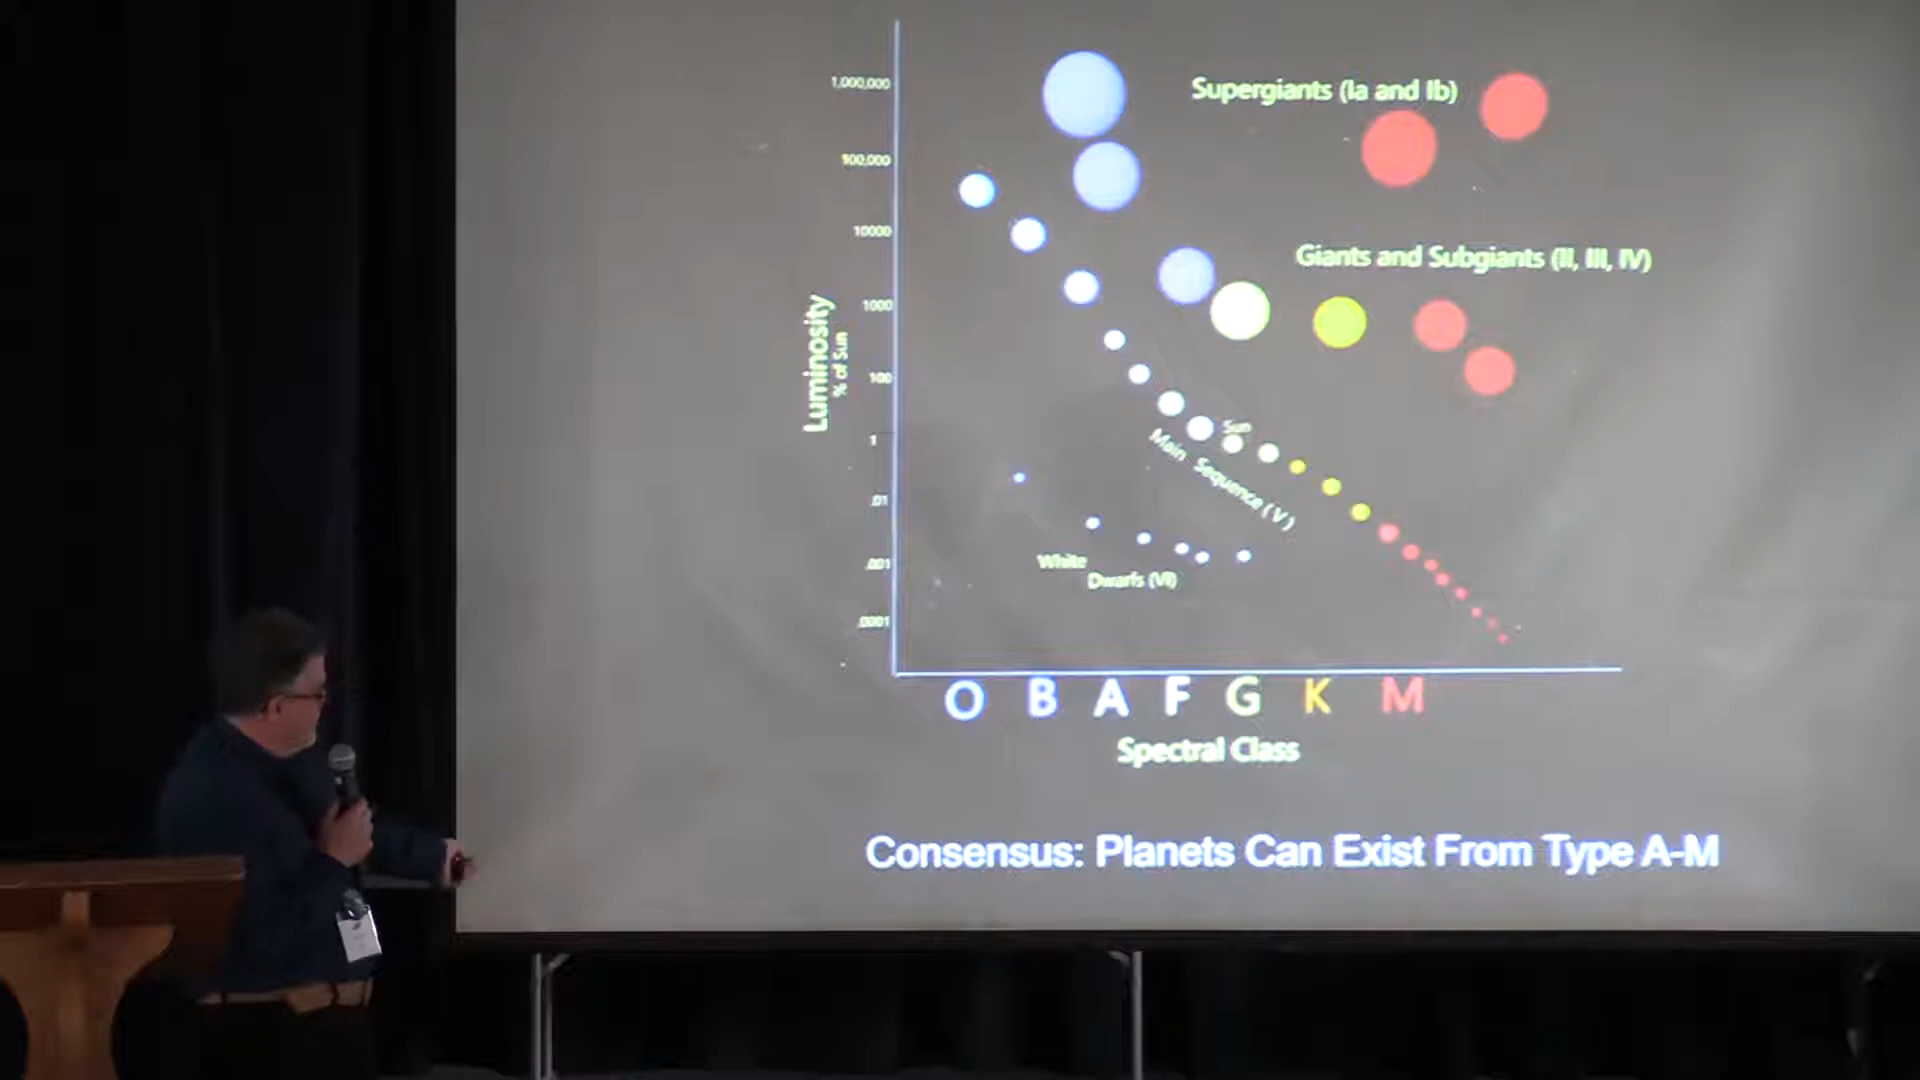 1,000,000
Supergiants (Ia and Ib)
100,000
10000
Giants and Subgiants (II, III, IV)
1000
Luminosity
% of Sun
100
Sun
1
Main Sequence (V)
.01
.001
White
Dwarfs (VII)
.0001
O B A F G K M
Spectral Class
Consensus: Planets Can Exist From Type A-M